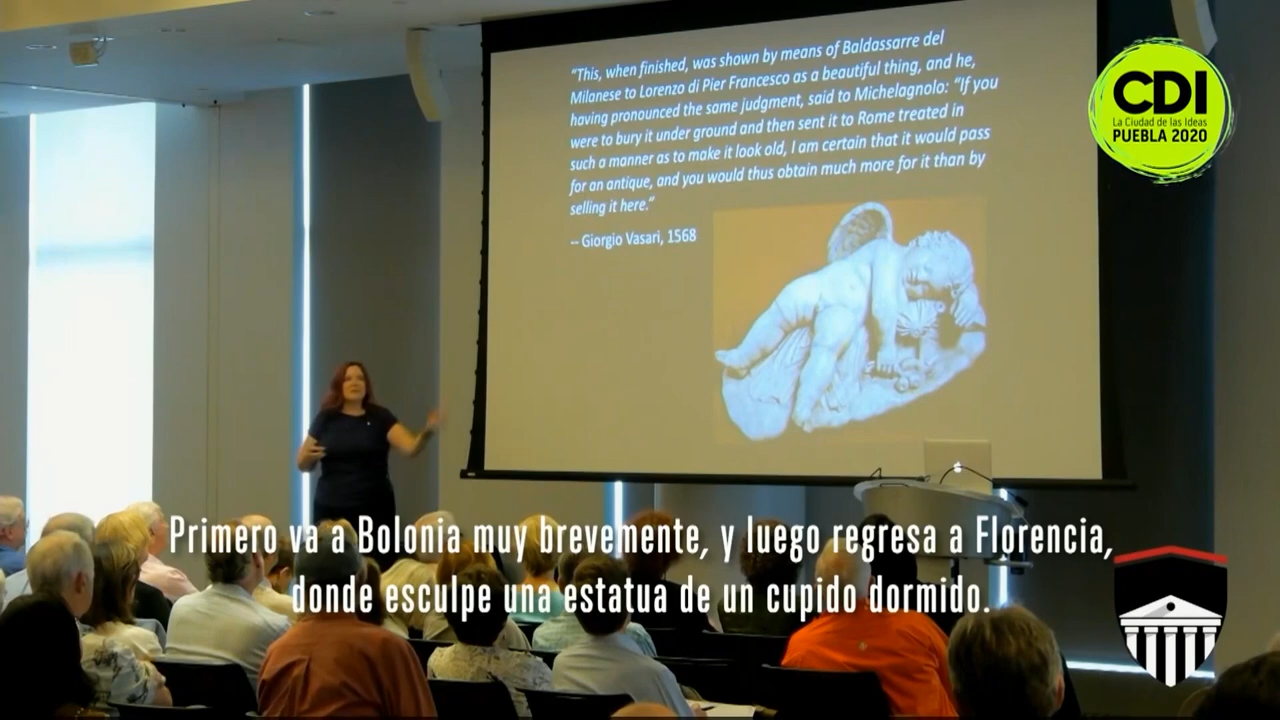 “This, when finished, was shown by means of Baldassarre del
Milanese to Lorenzo di Pier Francesco as a beautiful thing, and he,
having pronounced the same judgment, said to Michelagnolo: “If you
were to bury it under ground and then sent it to Rome treated in
such a manner as to make it look old, I am certain that it would pass
for an antique, and you would thus obtain much more for it than by
selling it here.”
-- Giorgio Vasari, 1568
CDI
La Ciudad de las Ideas
PUEBLA 2020
Primero va a Bolonia muy brevemente, y luego regresa a Florencia,
donde esculpe una estatua de un cupido dormido.